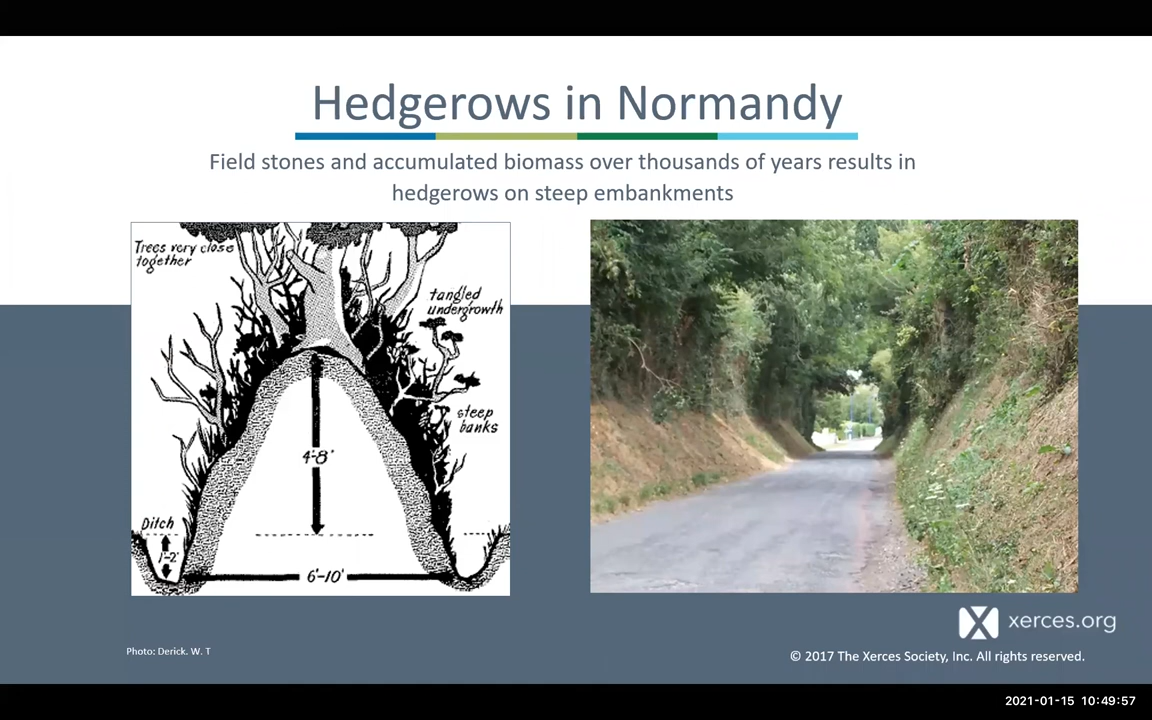 Hedgerows in Normandy
Field stones and accumulated biomass over thousands of years results in
hedgerows on steep embankments
Trees very close
together
tangled
undergrowth
steep
banks
4-8'
Ditch
1-2'
6'-10'
xerces.org
Photo: Derick. W. T
© 2017 The Xerces Society, Inc. All rights reserved.
2021-01-15 10:49:57